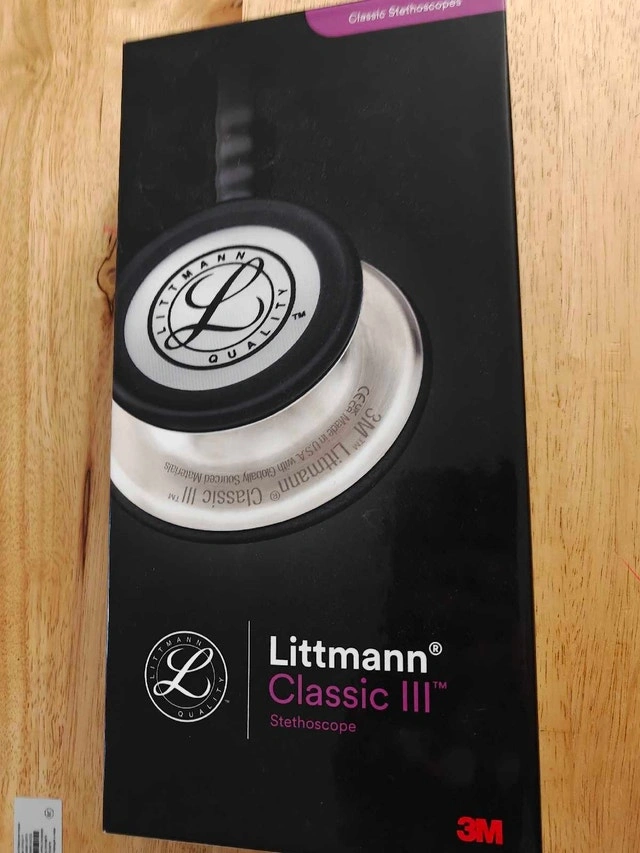 Classic Stethoscopes
LITTMANN
L
QUALITY
TM
3M™ Littmann® Classic III™
Made in U.S.A with Globally Sourced Materials
LITTMANN
L
QUALITY
Littmann®
Classic III™
Stethoscope
3M